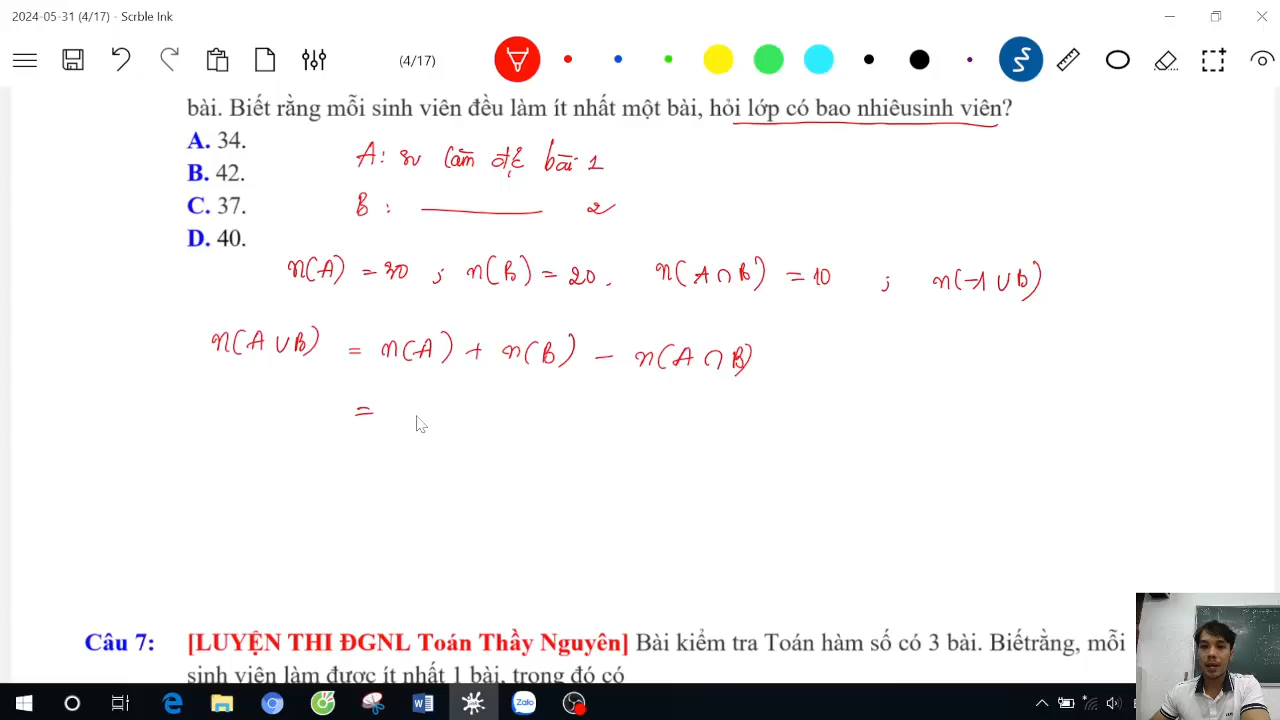 2024-05-31 (4/17) - Scrble Ink
(4/17)
bài. Biết rằng mỗi sinh viên đều làm ít nhất một bài, hỏi lớp có bao nhiêusinh viên?
A. 34.
B. 42.
C. 37.
D. 40.
A: sv làm đc bài 1
B: 2
n(A) = 30 ; n(B) = 20. n(A∩B) = 10 ; n(A∪B)
n(A∪B) = n(A) + n(B) - n(A∩B)
=
Câu 7: [LUYỆN THI ĐGNL Toán Thầy Nguyên] Bài kiểm tra Toán hàm số có 3 bài. Biếtrằng, mỗi
sinh viên làm được ít nhất 1 bài, trong đó có
Zalo